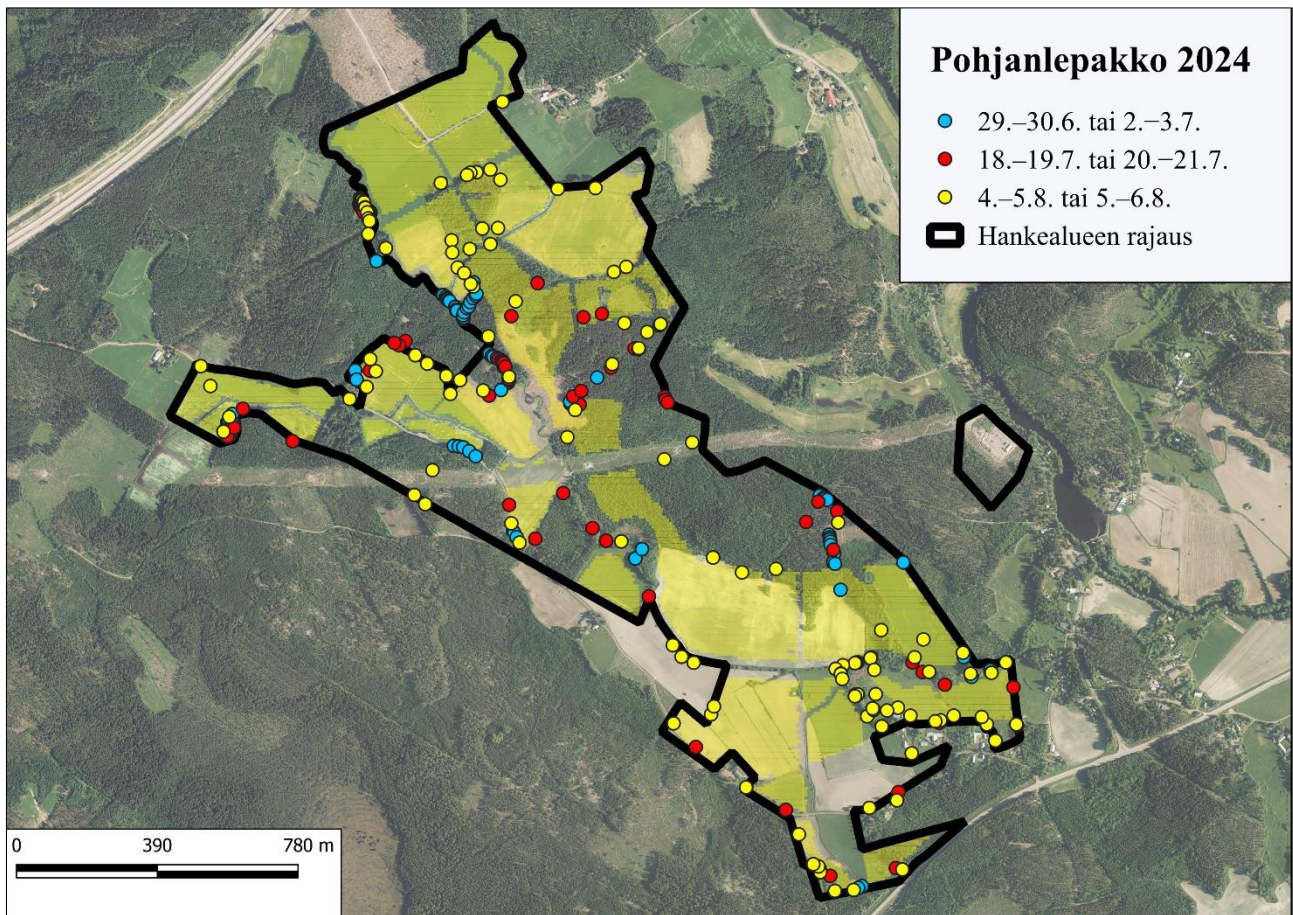 Pohjanlepakko 2024
29.–30.6. tai 2.–3.7.
18.–19.7. tai 20.–21.7.
4.–5.8. tai 5.–6.8.
Hankealueen rajaus
0 390 780 m